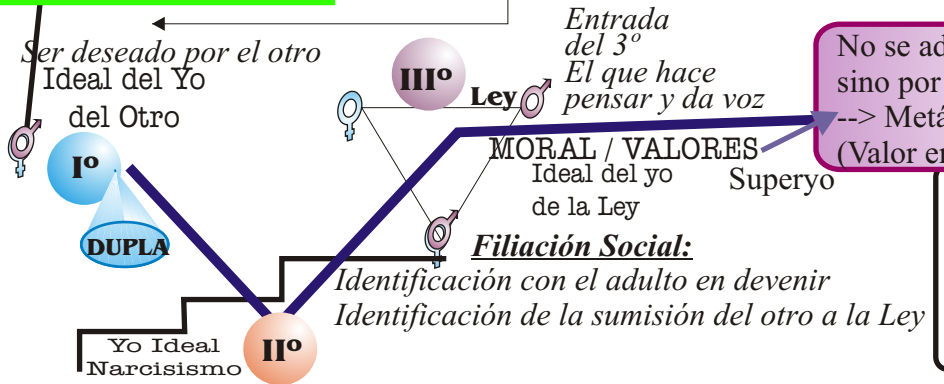 Ser deseado por el otro
Ideal del Yo
del Otro
Iº
DUPLA
Yo Ideal
Narcisismo
IIº
IIIº
Ley
Entrada
del 3º
El que hace
pensar y da voz
MORAL / VALORES
Ideal del yo
de la Ley
Superyo
Filiación Social:
Identificación con el adulto en devenir
Identificación de la sumisión del otro a la Ley
No se ad
sino por
--> Metá
(Valor en